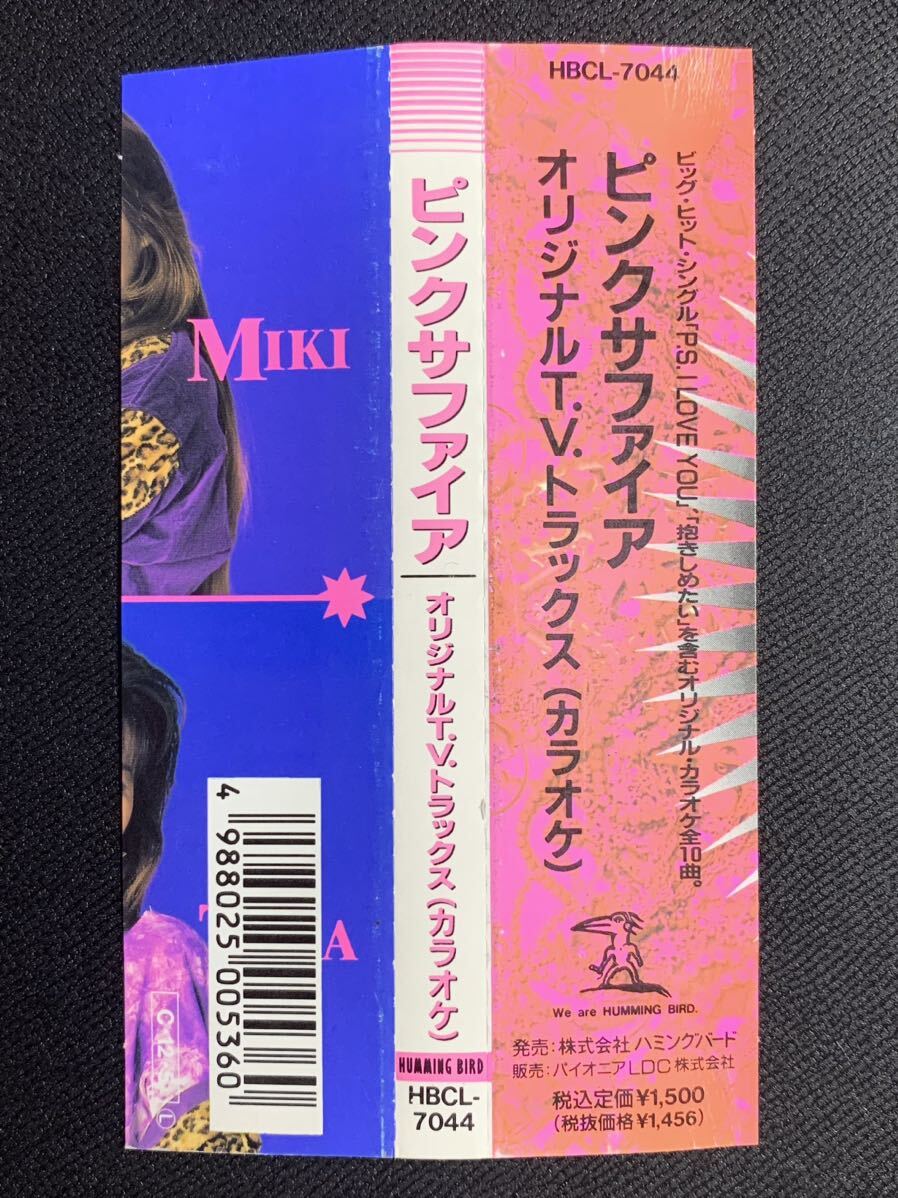 HBCL-7044
ビッグ・ヒット・シングル「P.S. I LOVE YOU」、「抱きしめたい」を含むオリジナル・カラオケ全10曲。
ピンクサファイア
オリジナルT.V.トラックス(カラオケ)
We are HUMMING BIRD.
発売:株式会社 ハミングバード
販売:パイオニアLDC株式会社
税込定価¥1,500
(税抜価格¥1,456)
ピンクサファイア
オリジナルT.V.トラックス(カラオケ)
HUMMING BIRD
HBCL-
7044
MIKI
A
4 988025 005360
L